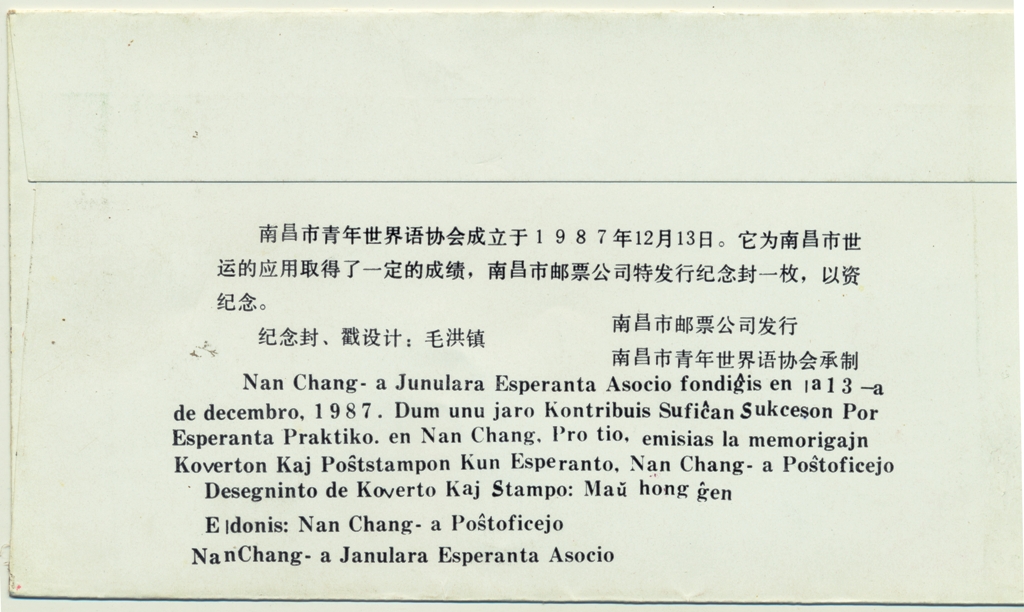 南昌市青年世界语协会成立于1987年12月13日。它为南昌市世
运的应用取得了一定的成绩，南昌市邮票公司特发行纪念封一枚，以资
纪念。
纪念封、戳设计：毛洪镇
南昌市邮票公司发行
南昌市青年世界语协会承制
Nan Chang- a Junulara Esperanta Asocio fondiĝis en la 13 —a
de decembro, 1987. Dum unu jaro Kontribuis Sufiĉan Sukceson Por
Esperanta Praktiko. en Nan Chang, Pro tio, emisias la memorigajn
Koverton Kaj Poŝtstampon Kun Esperanto, Nan Chang- a Poŝtoficejo
Desegninto de Koverto Kaj Stampo: Maŭ hong ĝen
Eldonis: Nan Chang- a Poŝtoficejo
NanChang- a Janulara Esperanta Asocio